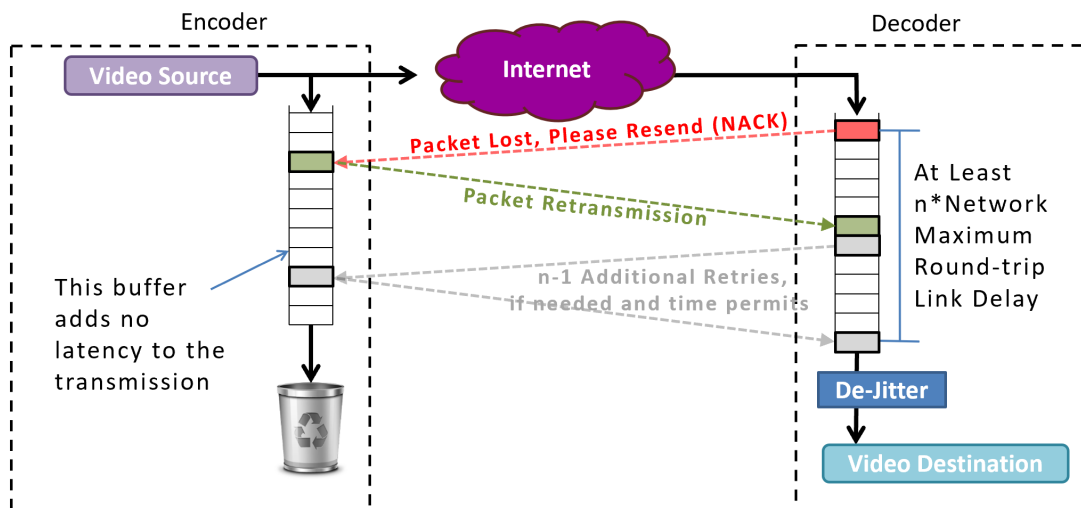 Encoder
Decoder
Video Source
Internet
Packet Lost, Please Resend (NACK)
Packet Retransmission
At Least
n*Network
Maximum
Round-trip
Link Delay
n-1 Additional Retries,
if needed and time permits
This buffer
adds no
latency to the
transmission
De-Jitter
Video Destination